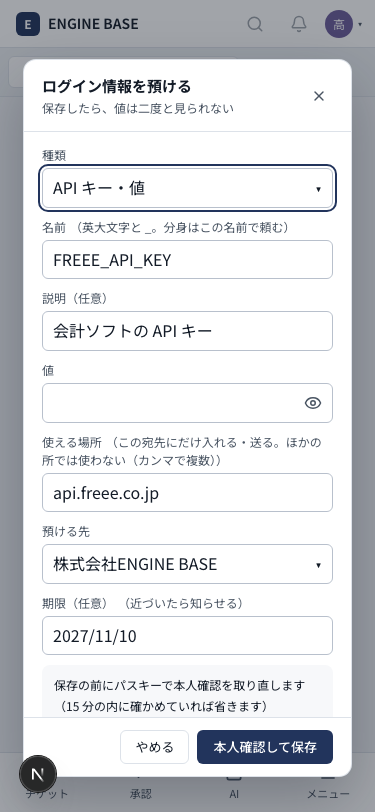 E ENGINE BASE 高
ログイン情報を預ける
保存したら、値は二度と見られない
種類
API キー・値
名前 （英大文字と _。分身はこの名前で頼む）
FREEE_API_KEY
説明（任意）
会計ソフトの API キー
値
使える場所 （この宛先にだけ入れる・送る。ほかの
所では使わない（カンマで複数））
api.freee.co.jp
預ける先
株式会社ENGINE BASE
期限（任意） （近づいたら知らせる）
2027/11/10
保存の前にパスキーで本人確認を取り直します
（15 分の内に確かめていれば省きます）
やめる 本人確認して保存
N
チケット 承認 AI メニュー